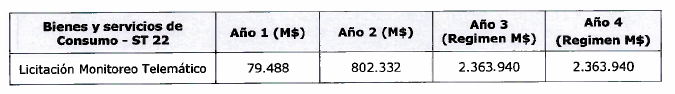 Bienes y servicios de Consumo - ST 22 | Año 1 (M$) | Año 2 (M$) | Año 3 (Regimen M$) | Año 4 (Regimen M$)
Licitación Monitoreo Telemático | 79.488 | 802.332 | 2.363.940 | 2.363.940